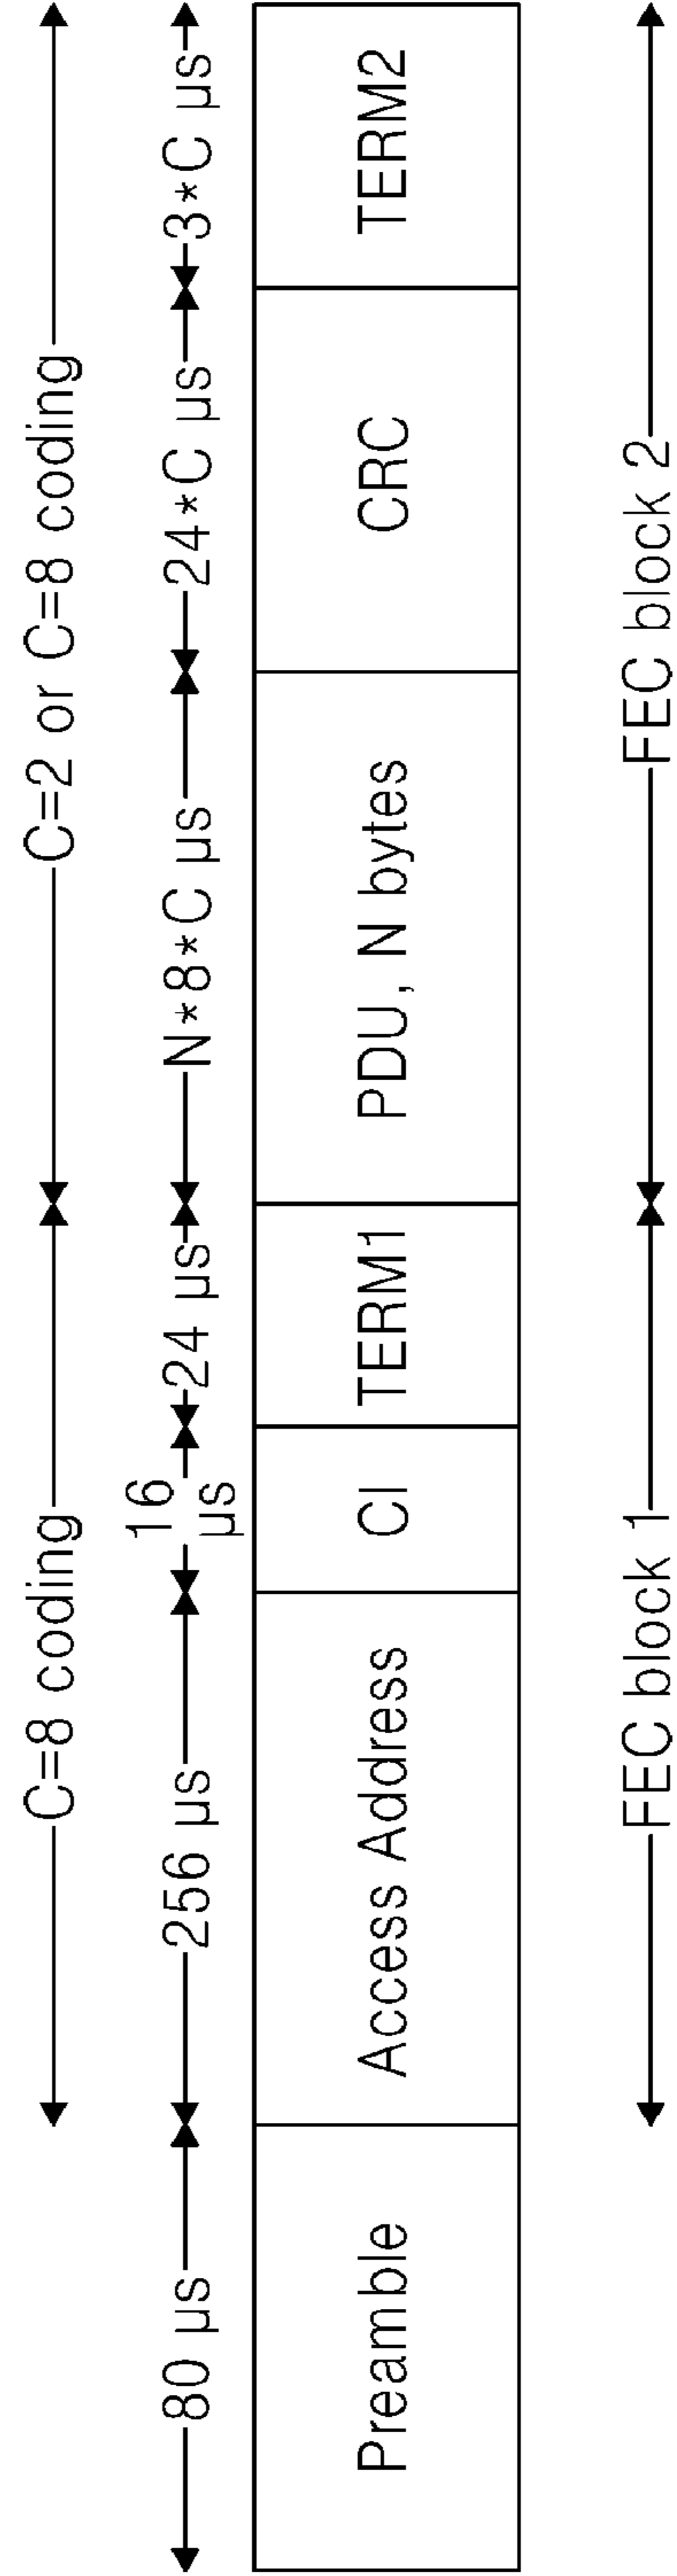 C=8 coding
C=2 or C=8 coding
80 µs
256 µs
16
µs
24 µs
N*8*C µs
24*C µs
3*C µs
Preamble
Access Address
CI
TERM1
PDU, N bytes
CRC
TERM2
FEC block 1
FEC block 2